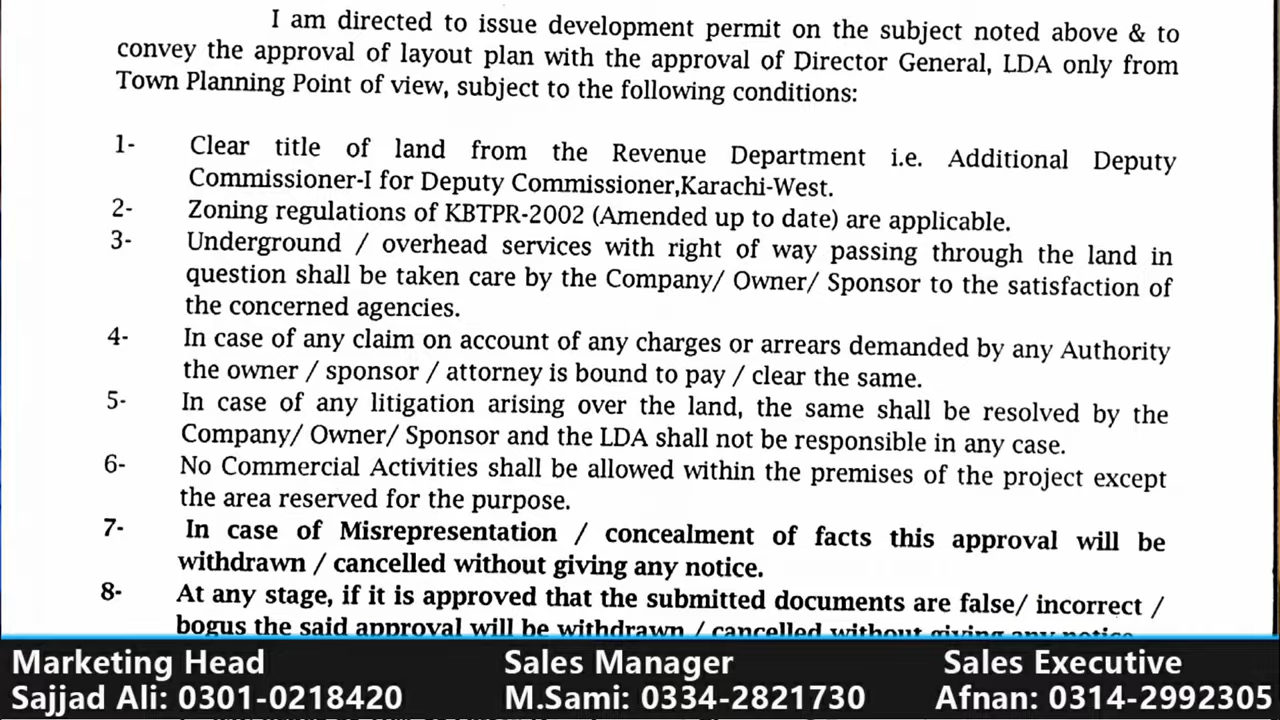 I am directed to issue development permit on the subject noted above & to
convey the approval of layout plan with the approval of Director General, LDA only from
Town Planning Point of view, subject to the following conditions:
1- Clear title of land from the Revenue Department i.e. Additional Deputy
Commissioner-I for Deputy Commissioner,Karachi-West.
2- Zoning regulations of KBTPR-2002 (Amended up to date) are applicable.
3- Underground / overhead services with right of way passing through the land in
question shall be taken care by the Company/ Owner/ Sponsor to the satisfaction of
the concerned agencies.
4- In case of any claim on account of any charges or arrears demanded by any Authority
the owner / sponsor / attorney is bound to pay / clear the same.
5- In case of any litigation arising over the land, the same shall be resolved by the
Company/ Owner/ Sponsor and the LDA shall not be responsible in any case.
6- No Commercial Activities shall be allowed within the premises of the project except
the area reserved for the purpose.
7- In case of Misrepresentation / concealment of facts this approval will be
withdrawn / cancelled without giving any notice.
8- At any stage, if it is approved that the submitted documents are false/ incorrect /
bogus the said approval will be withdrawn / cancelled without giving any notice
Marketing Head Sales Manager Sales Executive
Sajjad Ali: 0301-0218420 M.Sami: 0334-2821730 Afnan: 0314-2992305